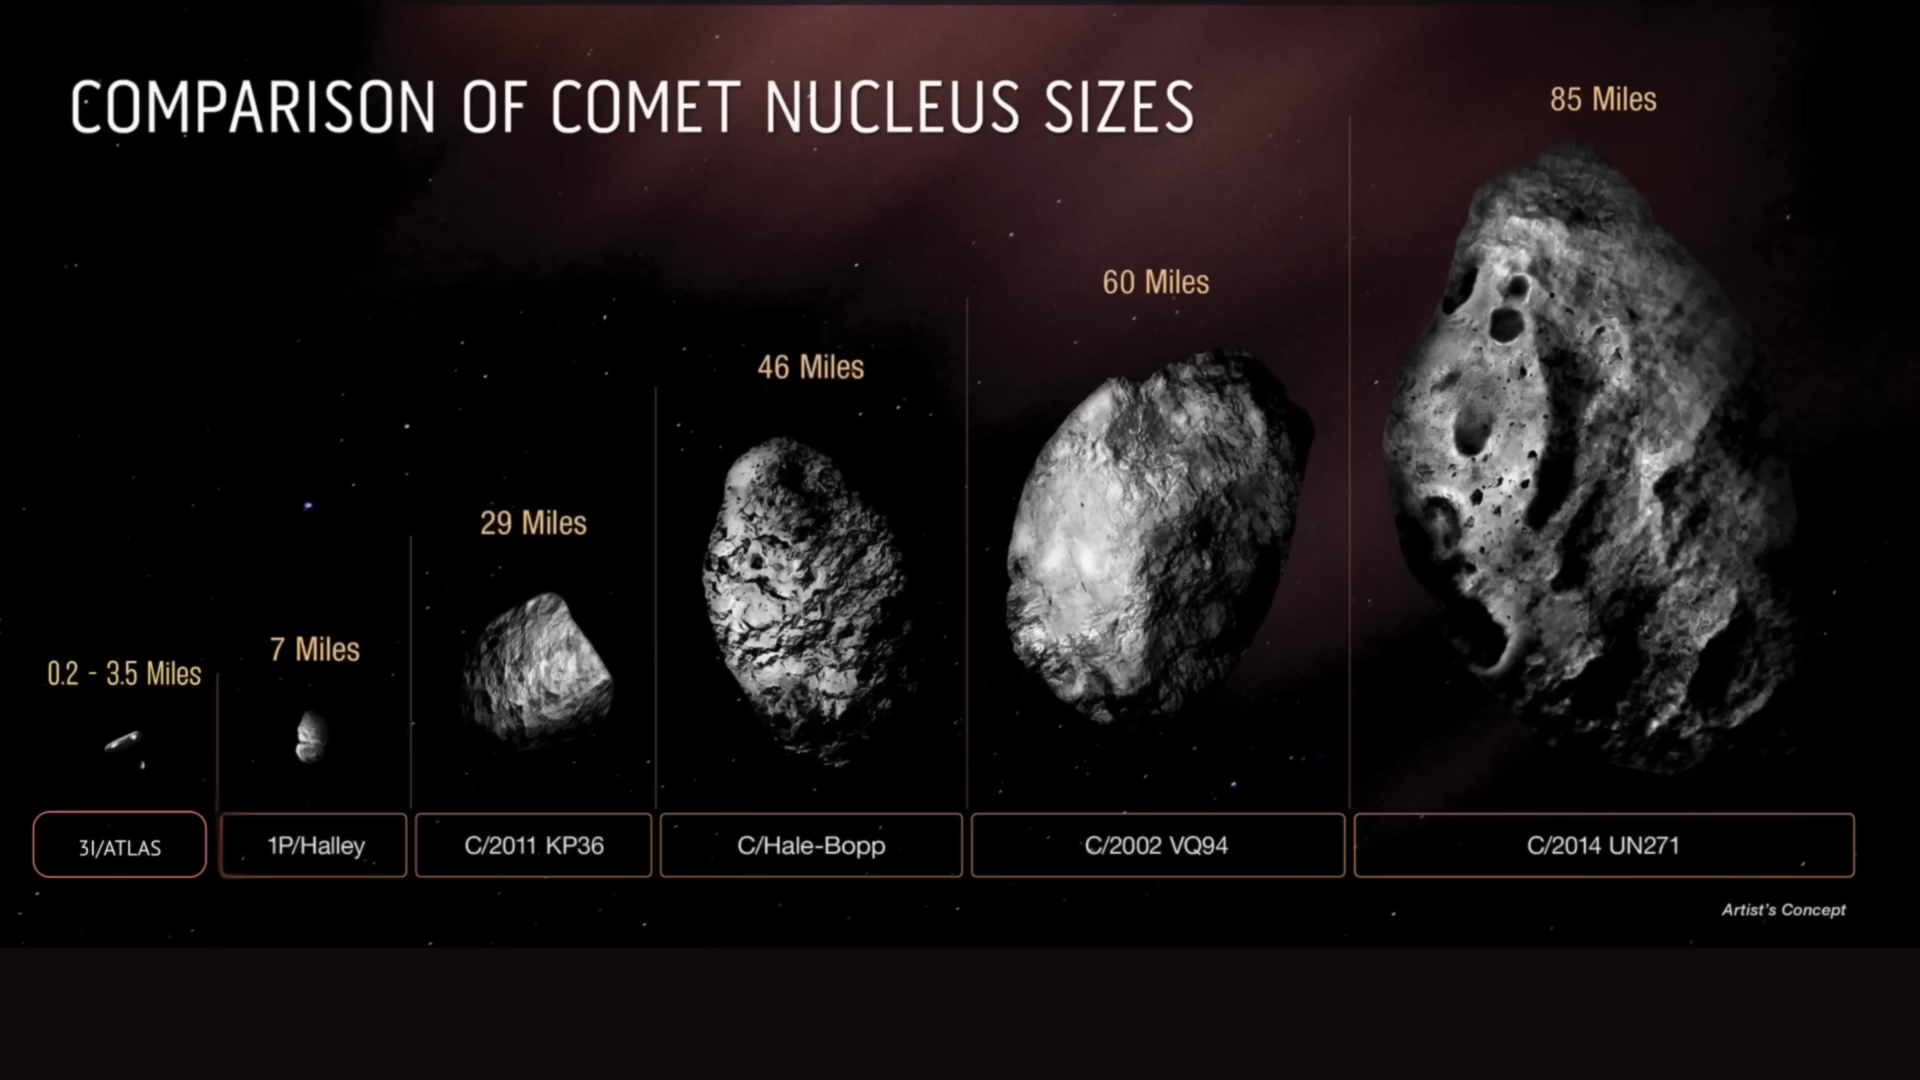 COMPARISON OF COMET NUCLEUS SIZES
85 Miles
60 Miles
46 Miles
29 Miles
7 Miles
0.2 - 3.5 Miles
3I/ATLAS
1P/Halley
C/2011 KP36
C/Hale-Bopp
C/2002 VQ94
C/2014 UN271
Artist's Concept